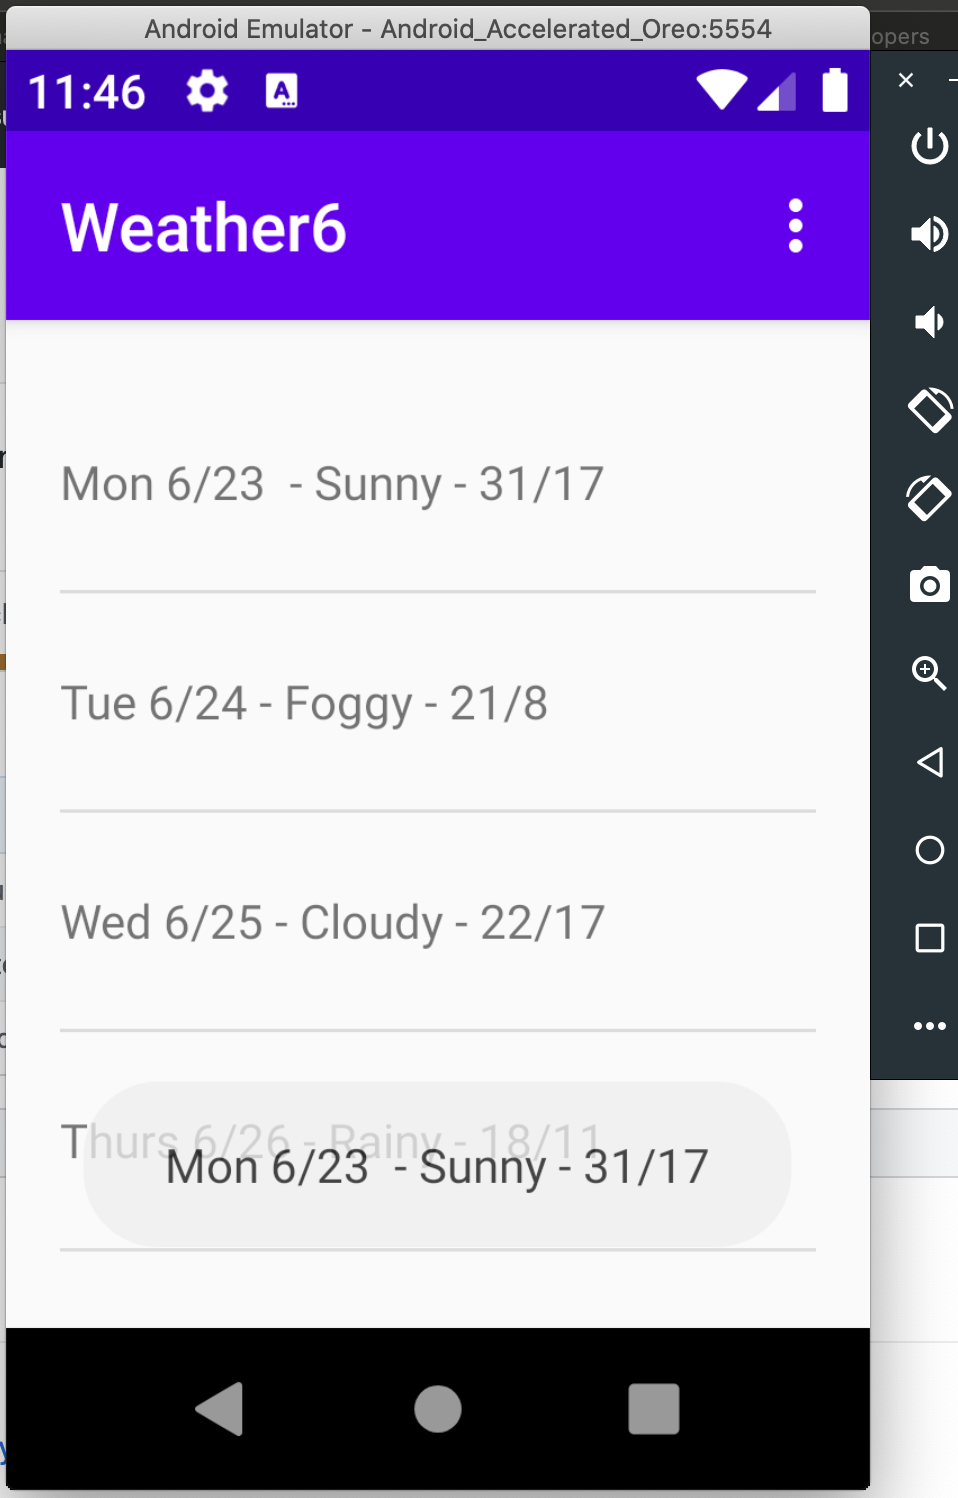 Android Emulator - Android_Accelerated_Oreo:5554
opers
11:46
A
Weather6
Mon 6/23 - Sunny - 31/17
Tue 6/24 - Foggy - 21/8
Wed 6/25 - Cloudy - 22/17
Thurs 6/26 - Rainy - 18/11
Mon 6/23 - Sunny - 31/17